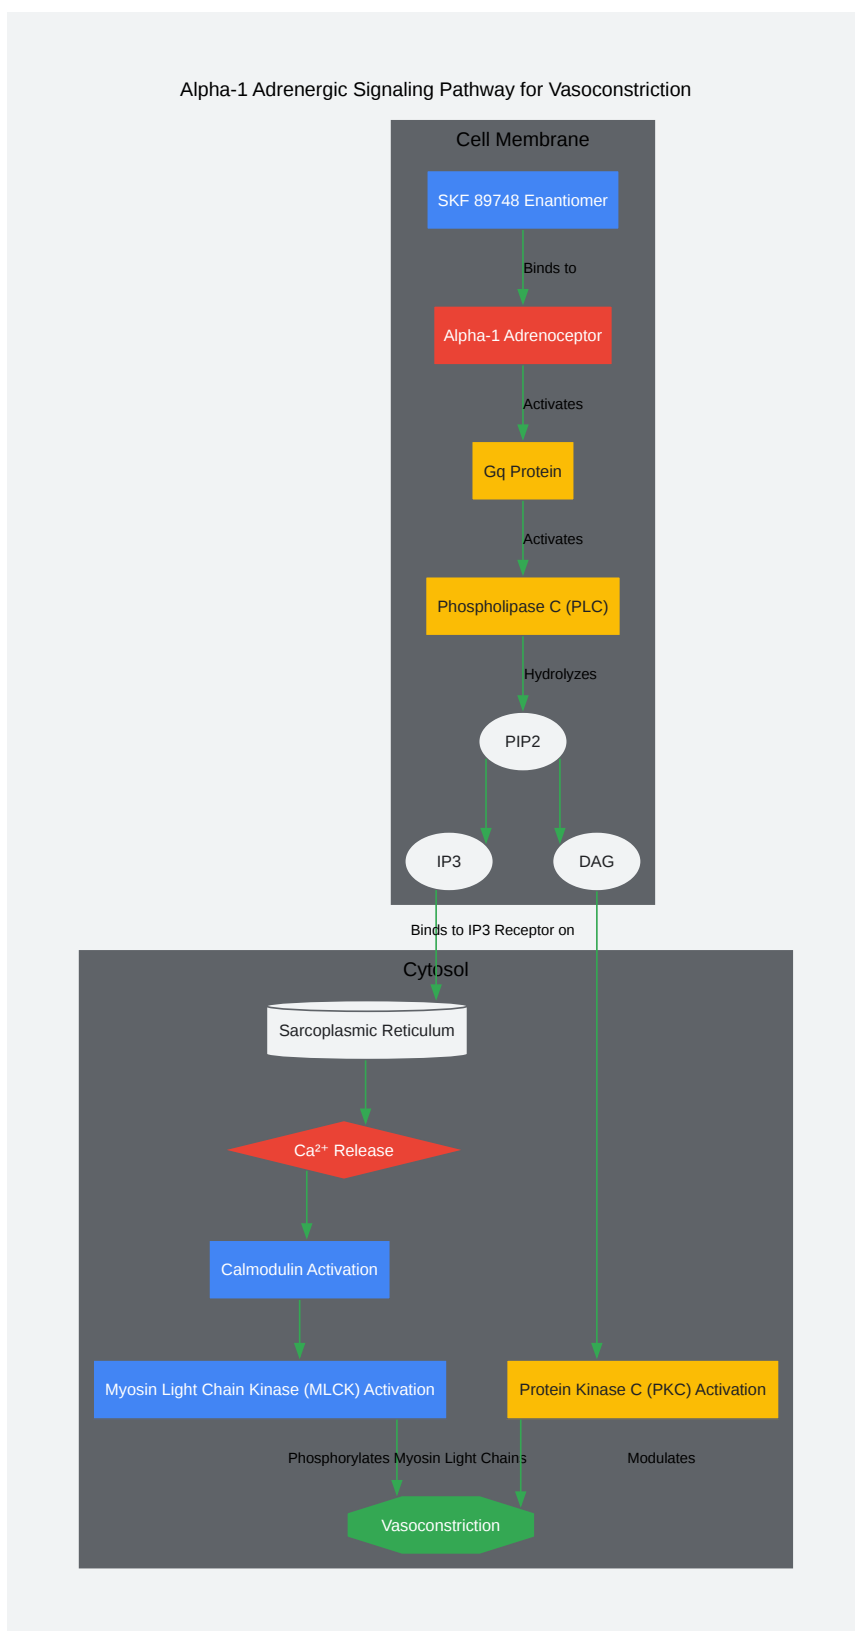 Alpha-1 Adrenergic Signaling Pathway for Vasoconstriction
Cell Membrane
SKF 89748 Enantiomer
Binds to
Alpha-1 Adrenoceptor
Activates
Gq Protein
Activates
Phospholipase C (PLC)
Hydrolyzes
PIP2
IP3
DAG
Binds to IP3 Receptor on
Cytosol
Sarcoplasmic Reticulum
Ca²⁺ Release
Calmodulin Activation
Myosin Light Chain Kinase (MLCK) Activation
Protein Kinase C (PKC) Activation
Phosphorylates Myosin Light Chains
Modulates
Vasoconstriction